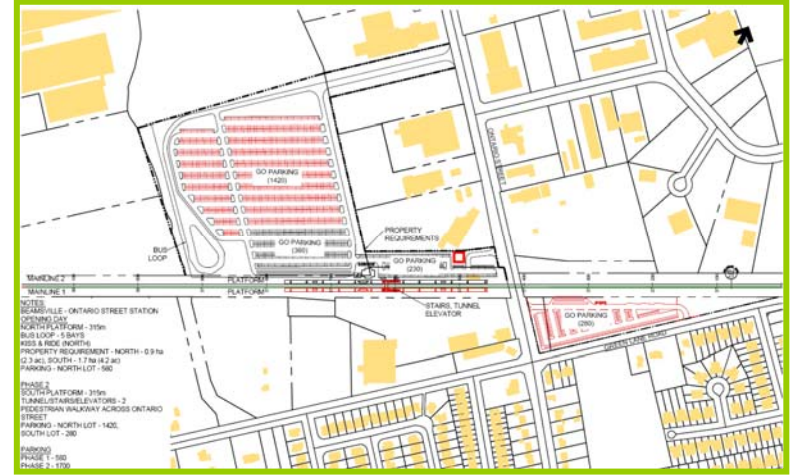 ONTARIO STREET
GO PARKING
(1420)
PROPERTY
REQUIREMENTS
BUS
LOOP
GO PARKING
(360)
GO PARKING
(230)
MAINLINE 2
PLATFORM
MAINLINE 1
PLATFORM
STAIRS, TUNNEL
ELEVATOR
GO PARKING
(280)
GREEN LANE ROAD
NOTES:
BEAMSVILLE - ONTARIO STREET STATION
OPENING DAY
NORTH PLATFORM - 315m
BUS LOOP - 5 BAYS
KISS & RIDE (NORTH)
PROPERTY REQUIREMENT - NORTH - 0.9 ha
(2.3 ac), SOUTH - 1.7 ha (4.2 ac)
PARKING - NORTH LOT - 560
PHASE 2
SOUTH PLATFORM - 315m
TUNNEL/STAIRS/ELEVATORS - 2
PEDESTRIAN WALKWAY ACROSS ONTARIO
STREET
PARKING - NORTH LOT - 1420,
SOUTH LOT - 280
PARKING
PHASE 1 - 580
PHASE 2 - 1700